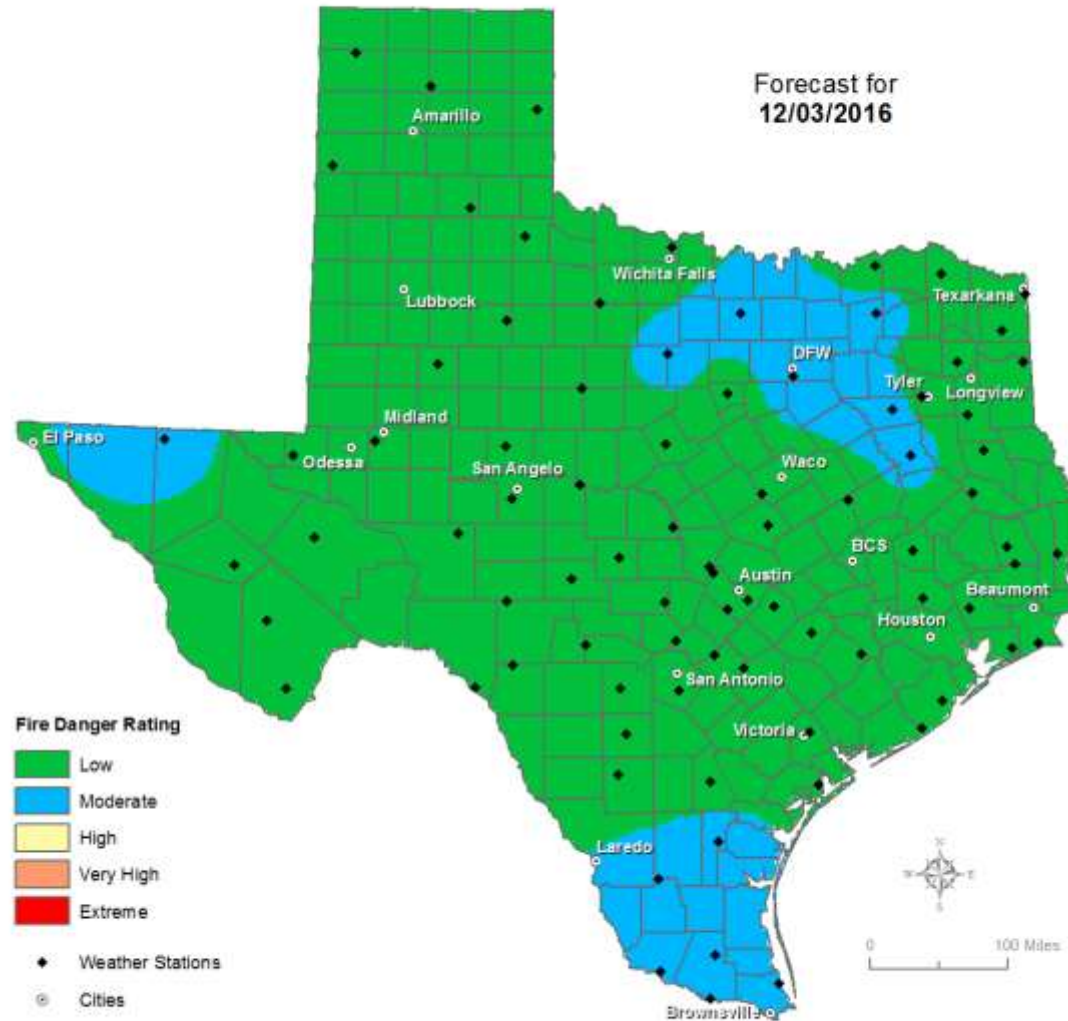 Forecast for
12/03/2016
Amarillo
Wichita Falls
Lubbock
Texarkana
DFW
Tyler
Longview
Midland
El Paso
Odessa
San Angelo
Waco
BCS
Austin
Beaumont
Houston
San Antonio
Victoria
Laredo
Brownsville
Fire Danger Rating
Low
Moderate
High
Very High
Extreme
Weather Stations
Cities
N
W E
S
0 100 Miles